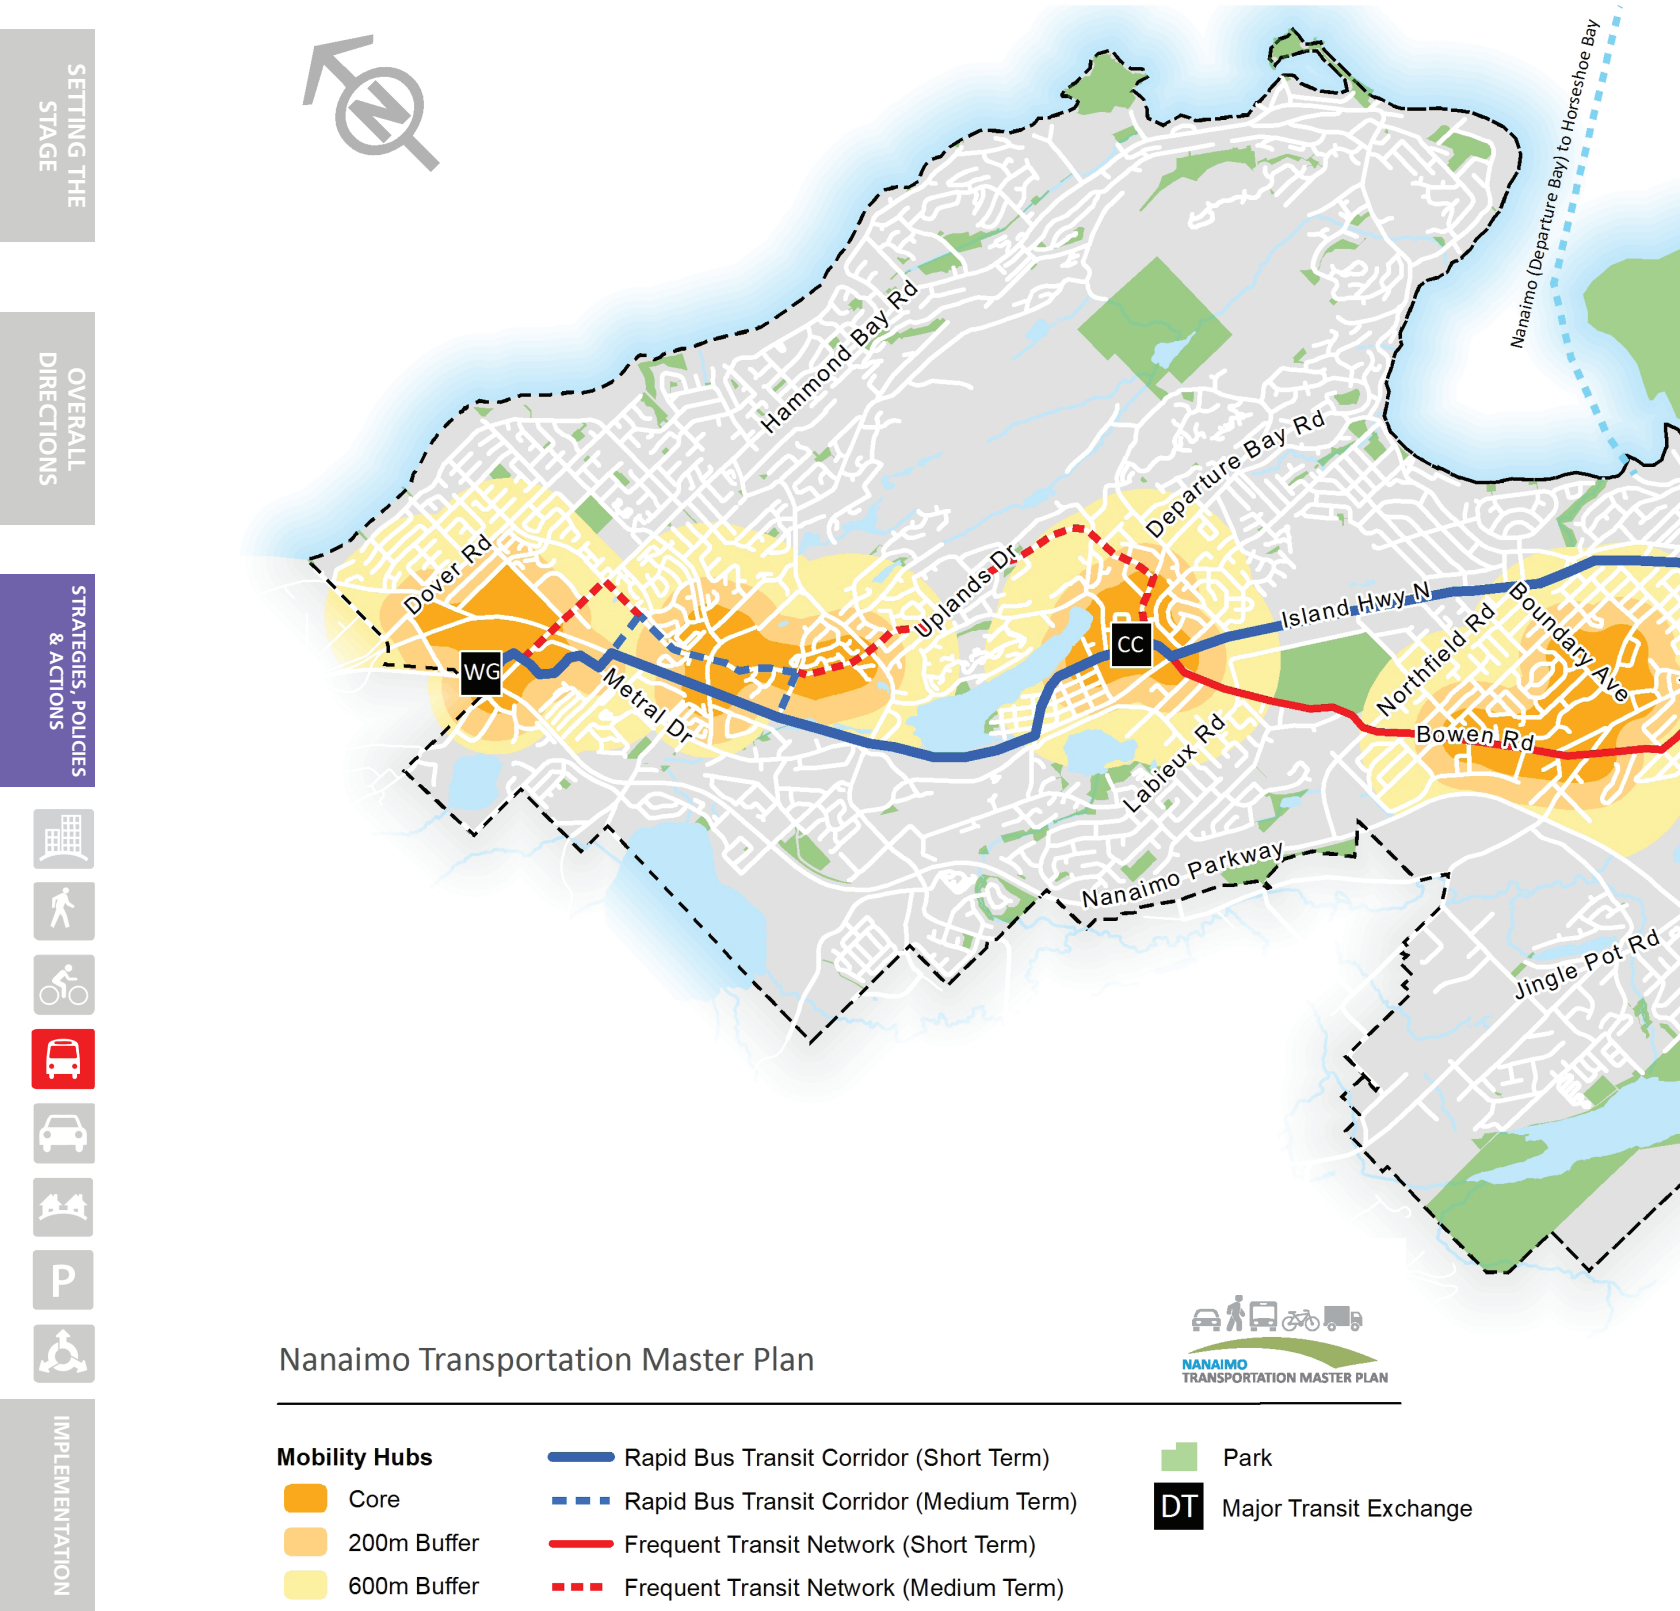 SETTING THE
STAGE
OVERALL
DIRECTIONS
STRATEGIES, POLICIES
& ACTIONS
P
IMPLEMENTATION
N
Nanaimo (Departure Bay) to Horseshoe Bay
Hammond Bay Rd
Departure Bay Rd
Dover Rd
Uplands Dr
Island Hwy N
Boundary Ave
Northfield Rd
WG
CC
Metral Dr
Bowen Rd
Labieux Rd
Nanaimo Parkway
Jingle Pot Rd
Nanaimo Transportation Master Plan
NANAIMO
TRANSPORTATION MASTER PLAN
Mobility Hubs
Core
200m Buffer
600m Buffer
Rapid Bus Transit Corridor (Short Term)
Rapid Bus Transit Corridor (Medium Term)
Frequent Transit Network (Short Term)
Frequent Transit Network (Medium Term)
Park
DT Major Transit Exchange